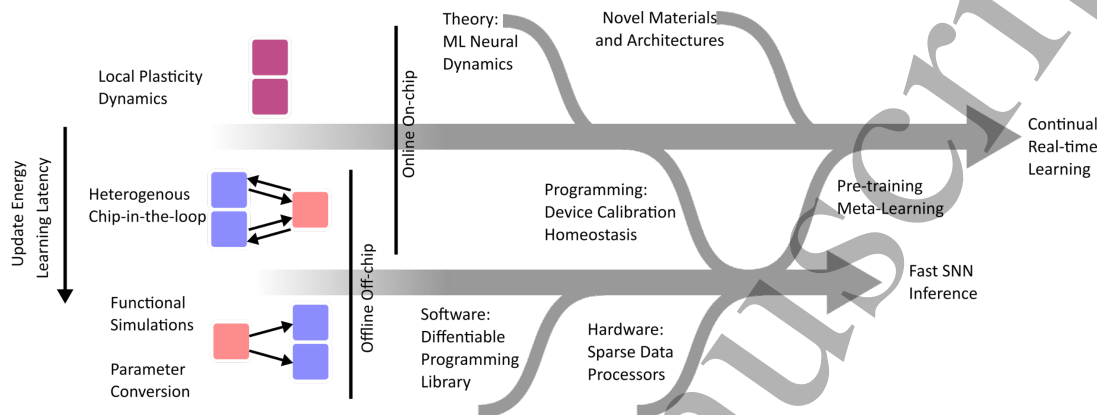 Theory:
ML Neural
Dynamics
Novel Materials
and Architectures
Local Plasticity
Dynamics
Online On-chip
Continual
Real-time
Learning
Update Energy
Learning Latency
Heterogenous
Chip-in-the-loop
Programming:
Device Calibration
Homeostasis
Pre-training
Meta-Learning
Fast SNN
Inference
Functional
Simulations
Parameter
Conversion
Offline Off-chip
Software:
Diffentiable
Programming
Library
Hardware:
Sparse Data
Processors